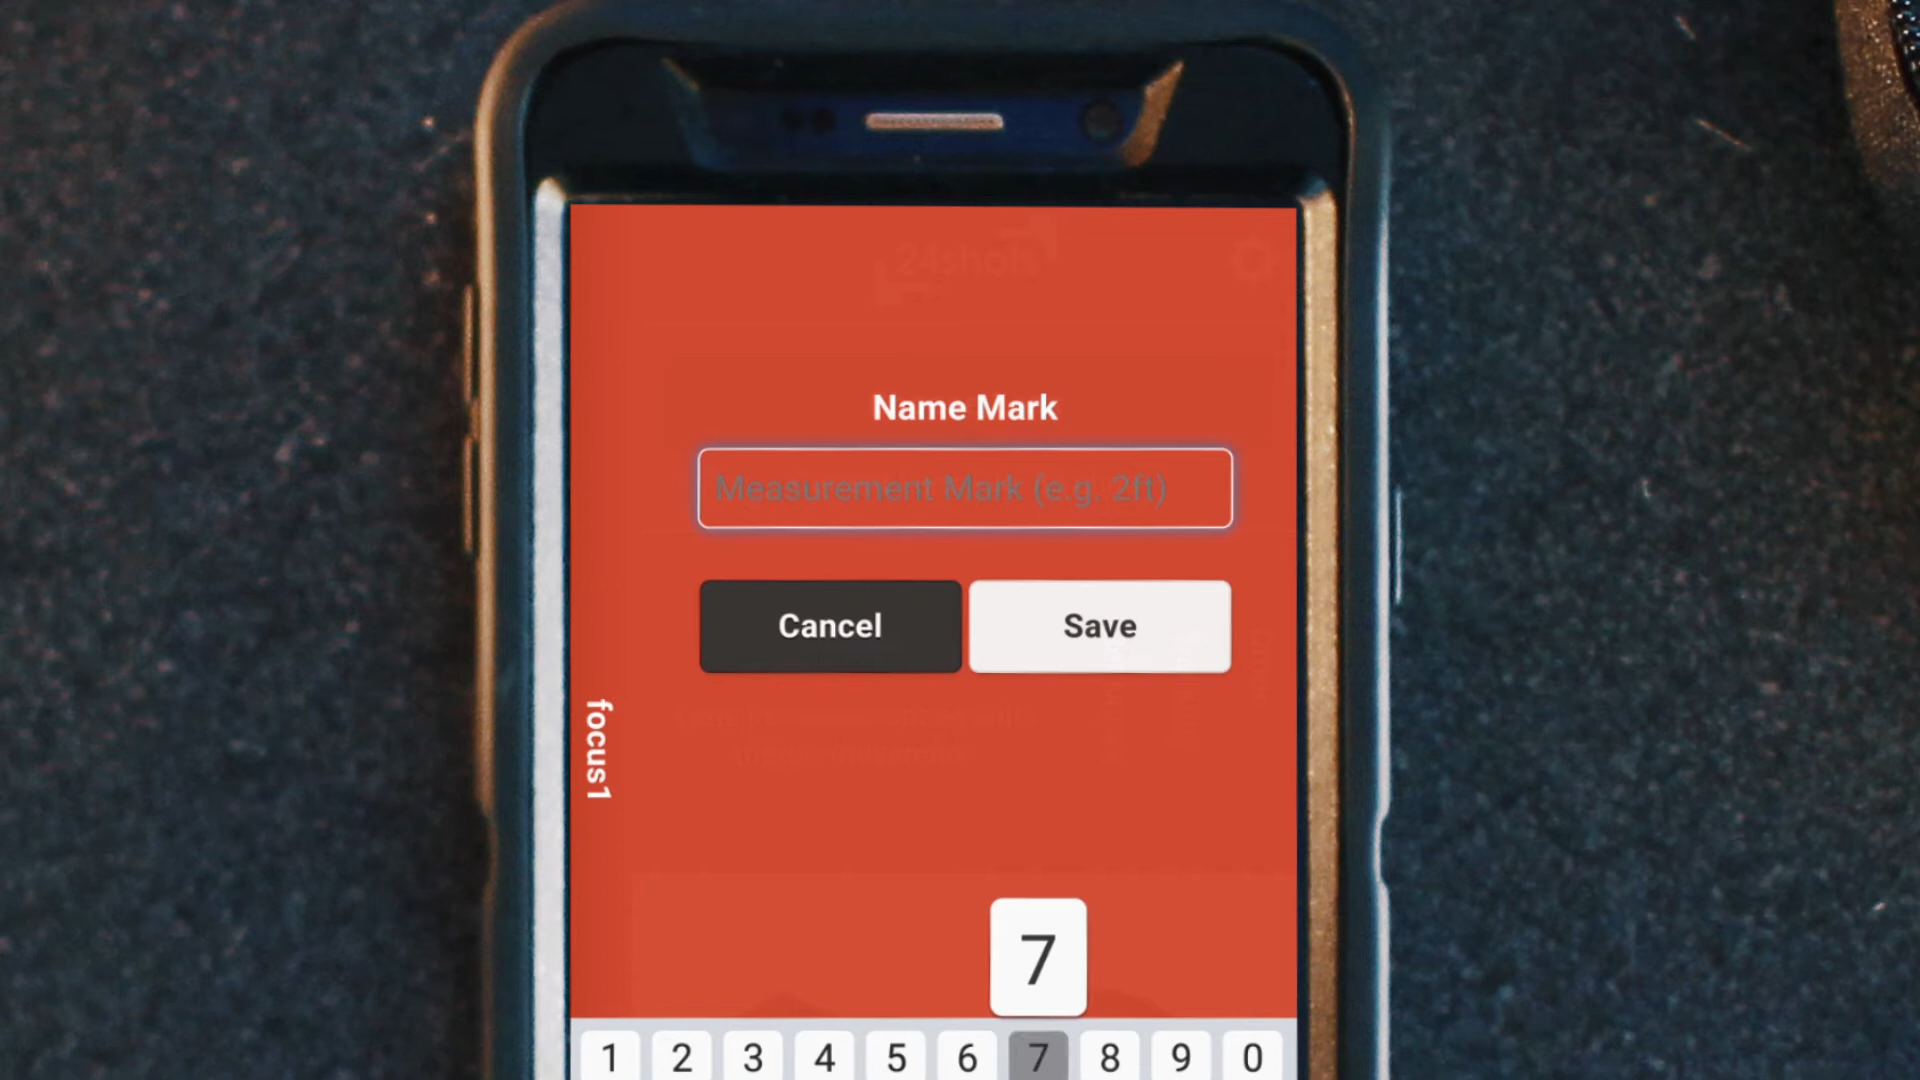 24shots
Name Mark
Measurement Mark (e.g. 2ft)
Cancel Save
focus1
7
1 2 3 4 5 6 7 8 9 0